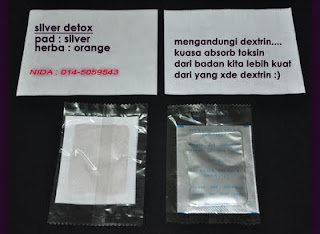 silver detox
pad : silver
herba : orange
NIDA : 014-5059543
mengandungi dextrin....
kuasa absorb toksin
dari badan kita lebih kuat
dari yang xde dextrin :)